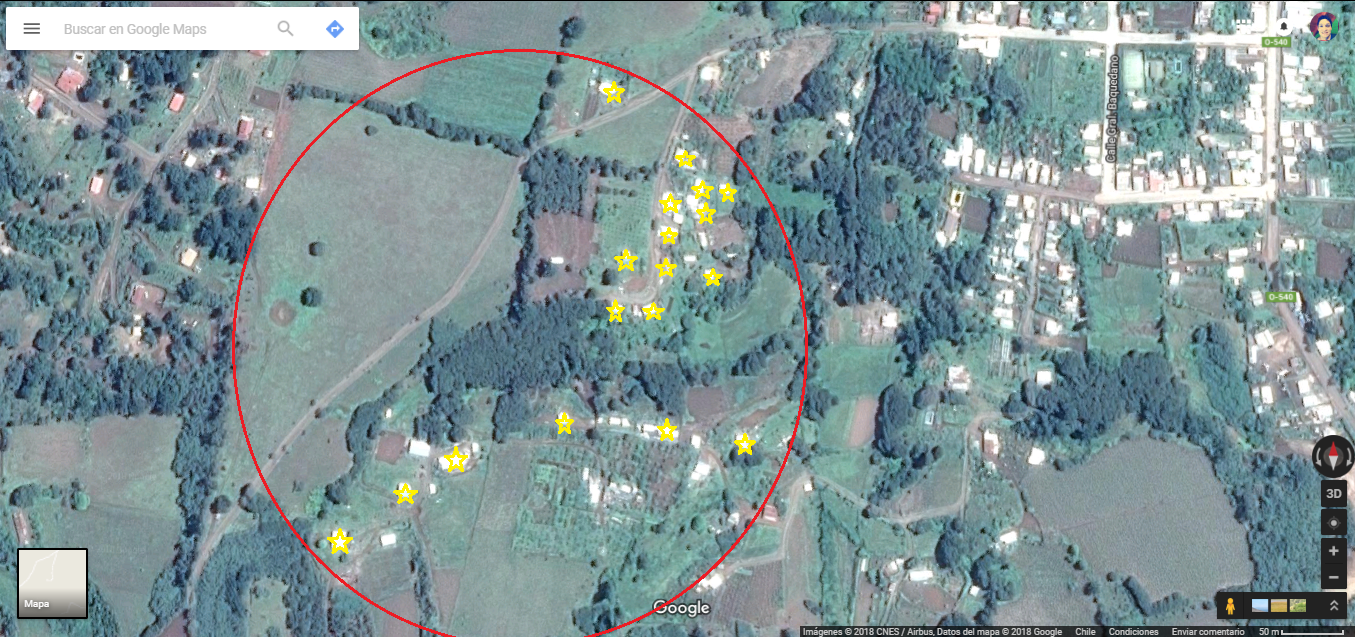 Buscar en Google Maps
O-540
Calle Gral. Baquedano
O-540
3D
Mapa
Google
Imágenes © 2018 CNES / Airbus, Datos del mapa © 2018 Google Chile Condiciones Enviar comentario 50 m